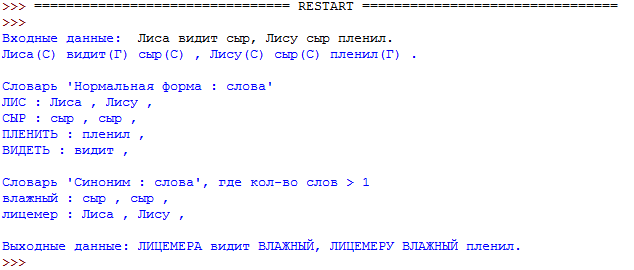 >>> ================================ RESTART ================================
>>>
Входные данные:  Лиса видит сыр, Лису сыр пленил.
Лиса(С) видит(Г) сыр(С) , Лису(С) сыр(С) пленил(Г) .
Словарь 'Нормальная форма : слова'
ЛИС : Лиса , Лису ,
СЫР : сыр , сыр ,
ПЛЕНИТЬ : пленил ,
ВИДЕТЬ : видит ,
Словарь 'Синоним : слова', где кол-во слов > 1
влажный : сыр , сыр ,
лицемер : Лиса , Лису ,
Выходные данные: ЛИЦЕМЕРА видит ВЛАЖНЫЙ, ЛИЦЕМЕРУ ВЛАЖНЫЙ пленил.
>>>